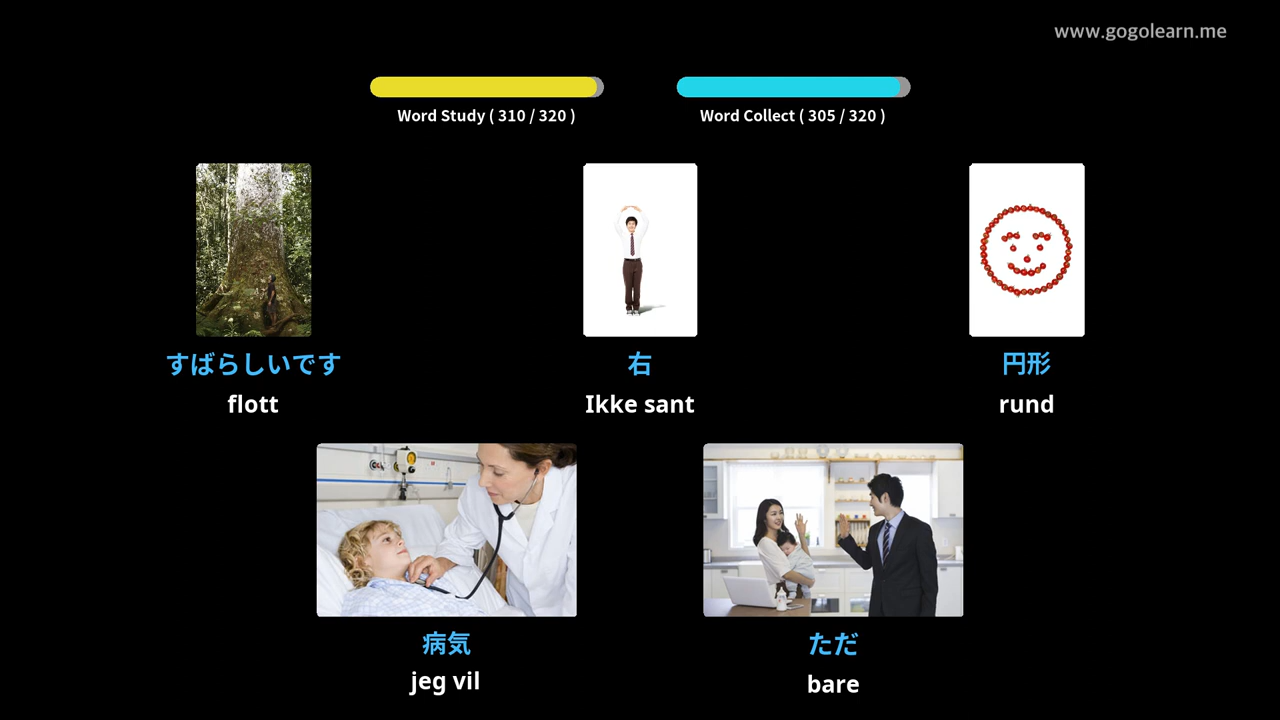 www.gogolearn.me
Word Study ( 310 / 320 )
Word Collect ( 305 / 320 )
すばらしいです
flott
右
Ikke sant
円形
rund
病気
jeg vil
ただ
bare